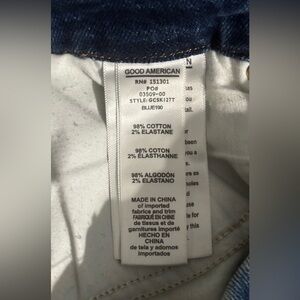 GOOD AMERICAN
RN# 151301
PO#
03509-00
STYLE: GCSK127T
BLUE190
98% COTTON
2% ELASTANE
98% COTON
2% ELASTHANNE
98% ALGODÓN
2% ELASTANO
MADE IN CHINA
of imported
fabrics and trim
FABRIQUÉ EN CHINE
de tissus et de
garnitures importé
HECHO EN
CHINA
de tela y adornos
importados